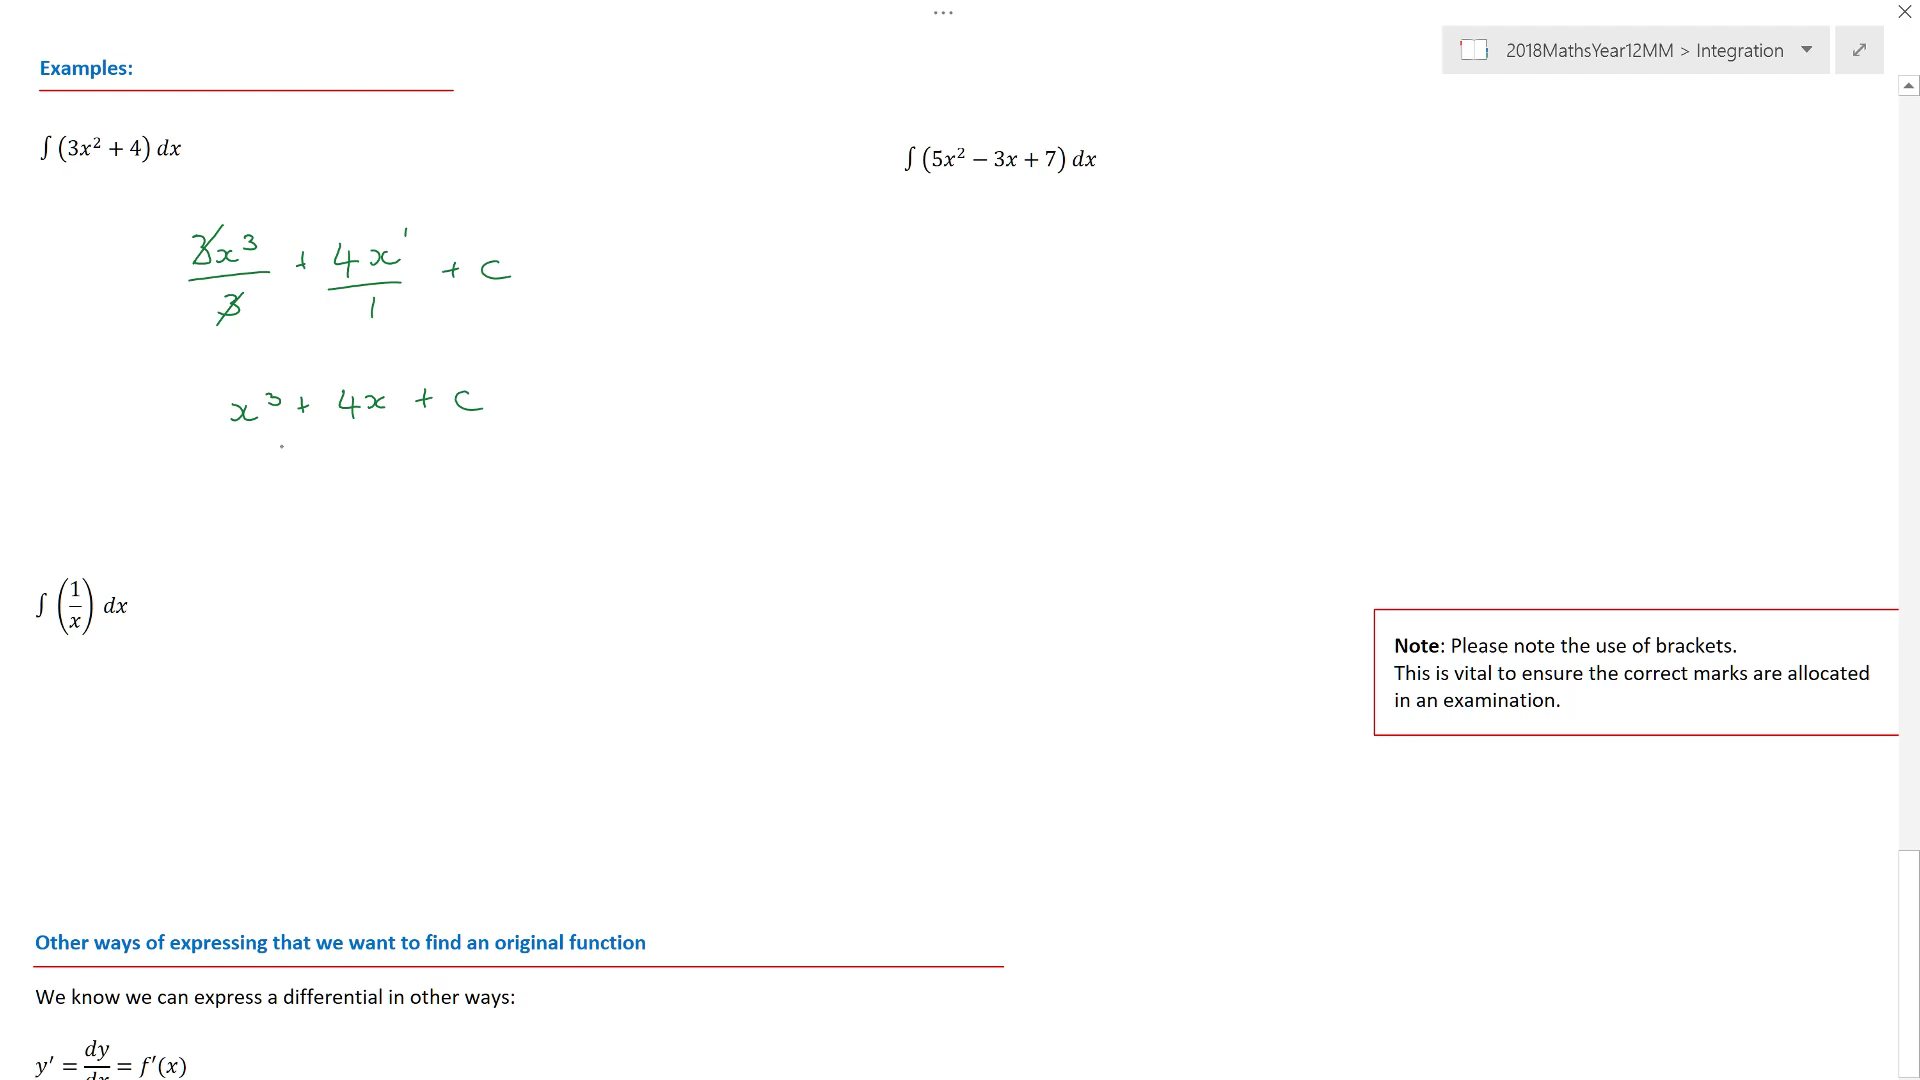 ...
2018MathsYear12MM > Integration
Examples:
∫ (3x² + 4) dx
∫ (5x² − 3x + 7) dx
3x³/3 + 4x¹/1 + c
x³ + 4x + c
∫ (1/x) dx
Note: Please note the use of brackets.
This is vital to ensure the correct marks are allocated
in an examination.
Other ways of expressing that we want to find an original function
We know we can express a differential in other ways:
y′ = dy/dx = f′(x)